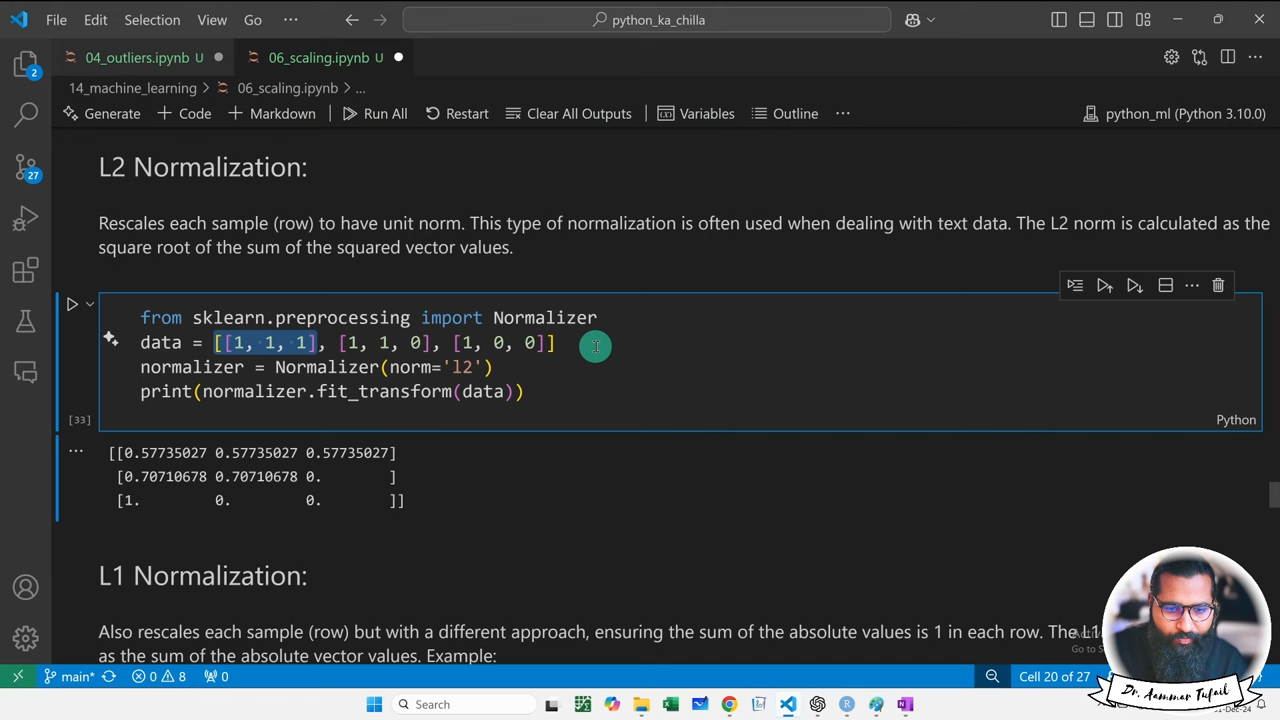 File Edit Selection View Go ··· python_ka_chilla
04_outliers.ipynb U 06_scaling.ipynb U
14_machine_learning > 06_scaling.ipynb > ...
Generate + Code + Markdown Run All Restart Clear All Outputs Variables Outline ··· python_ml (Python 3.10.0)
2
27
L2 Normalization:
Rescales each sample (row) to have unit norm. This type of normalization is often used when dealing with text data. The L2 norm is calculated as the
square root of the sum of the squared vector values.
from sklearn.preprocessing import Normalizer
data = [[1, 1, 1], [1, 1, 0], [1, 0, 0]]
normalizer = Normalizer(norm='l2')
print(normalizer.fit_transform(data))
[33] Python
[[0.57735027 0.57735027 0.57735027]
[0.70710678 0.70710678 0. ]
[1. 0. 0. ]]
L1 Normalization:
Also rescales each sample (row) but with a different approach, ensuring the sum of the absolute values is 1 in each row. The L1
as the sum of the absolute vector values. Example:
main* 0 8 0 Cell 20 of 27
Dr. Aammar Tufail
Search